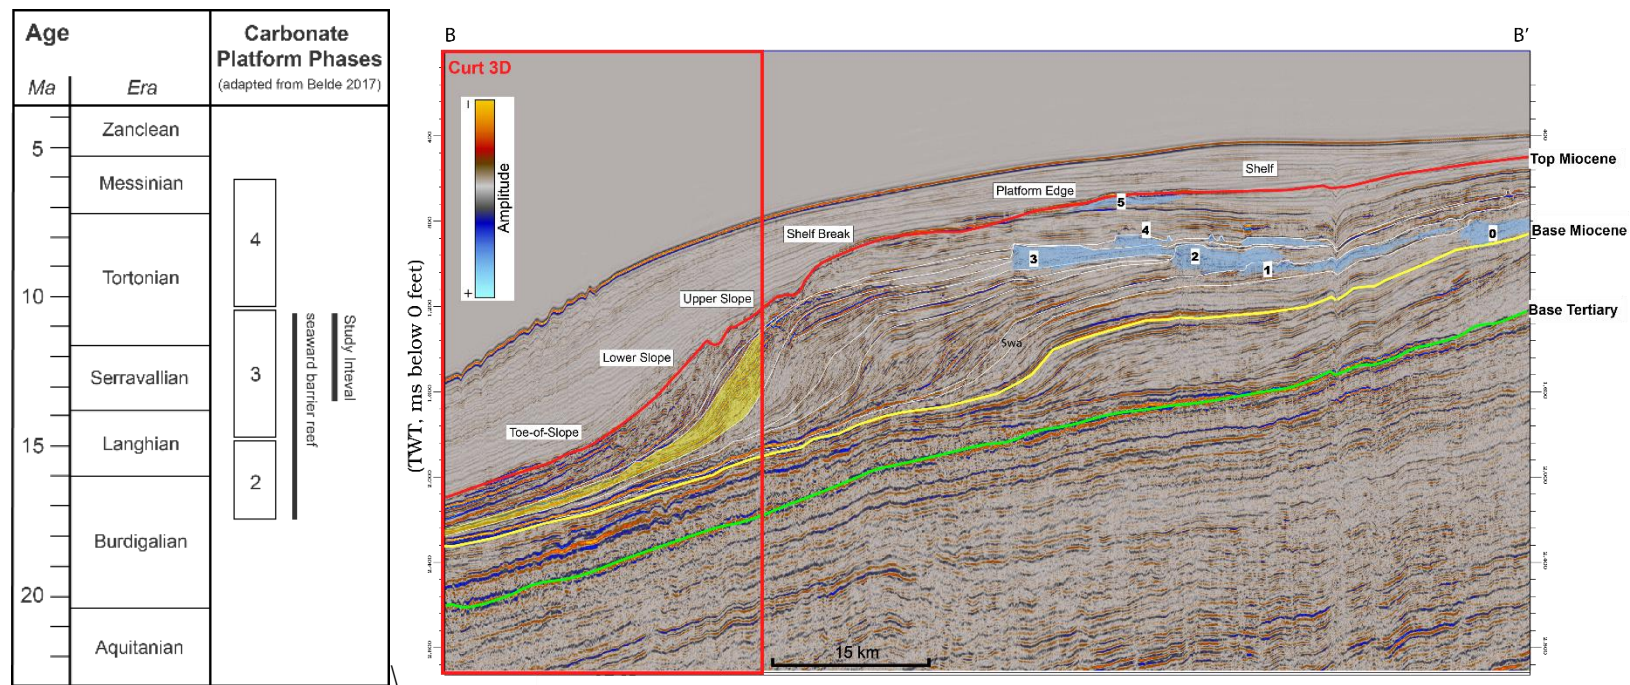 Age
Carbonate
Platform Phases
(adapted from Belde 2017)
Ma
Era
Zanclean
5
Messinian
4
Tortonian
10
Study Inteval
seaward barrier reef
Serravallian
3
Langhian
15
2
Burdigalian
20
Aquitanian
B
B'
Curt 3D
−
Amplitude
+
(TWT, ms below 0 feet)
Top Miocene
Shelf
Platform Edge
5
Base Miocene
Shelf Break
4
0
3
2
1
Upper Slope
Base Tertiary
Lower Slope
Swa
Toe-of-Slope
15 km